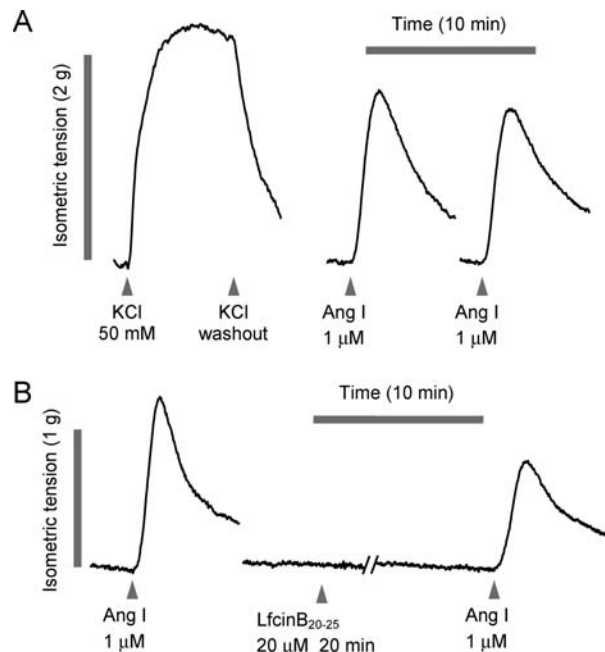 A
Time (10 min)
Isometric tension (2 g)
KCl
50 mM
KCl
washout
Ang I
1 μM
Ang I
1 μM
B
Time (10 min)
Isometric tension (1 g)
Ang I
1 μM
LfcinB20-25
20 μM 20 min
Ang I
1 μM